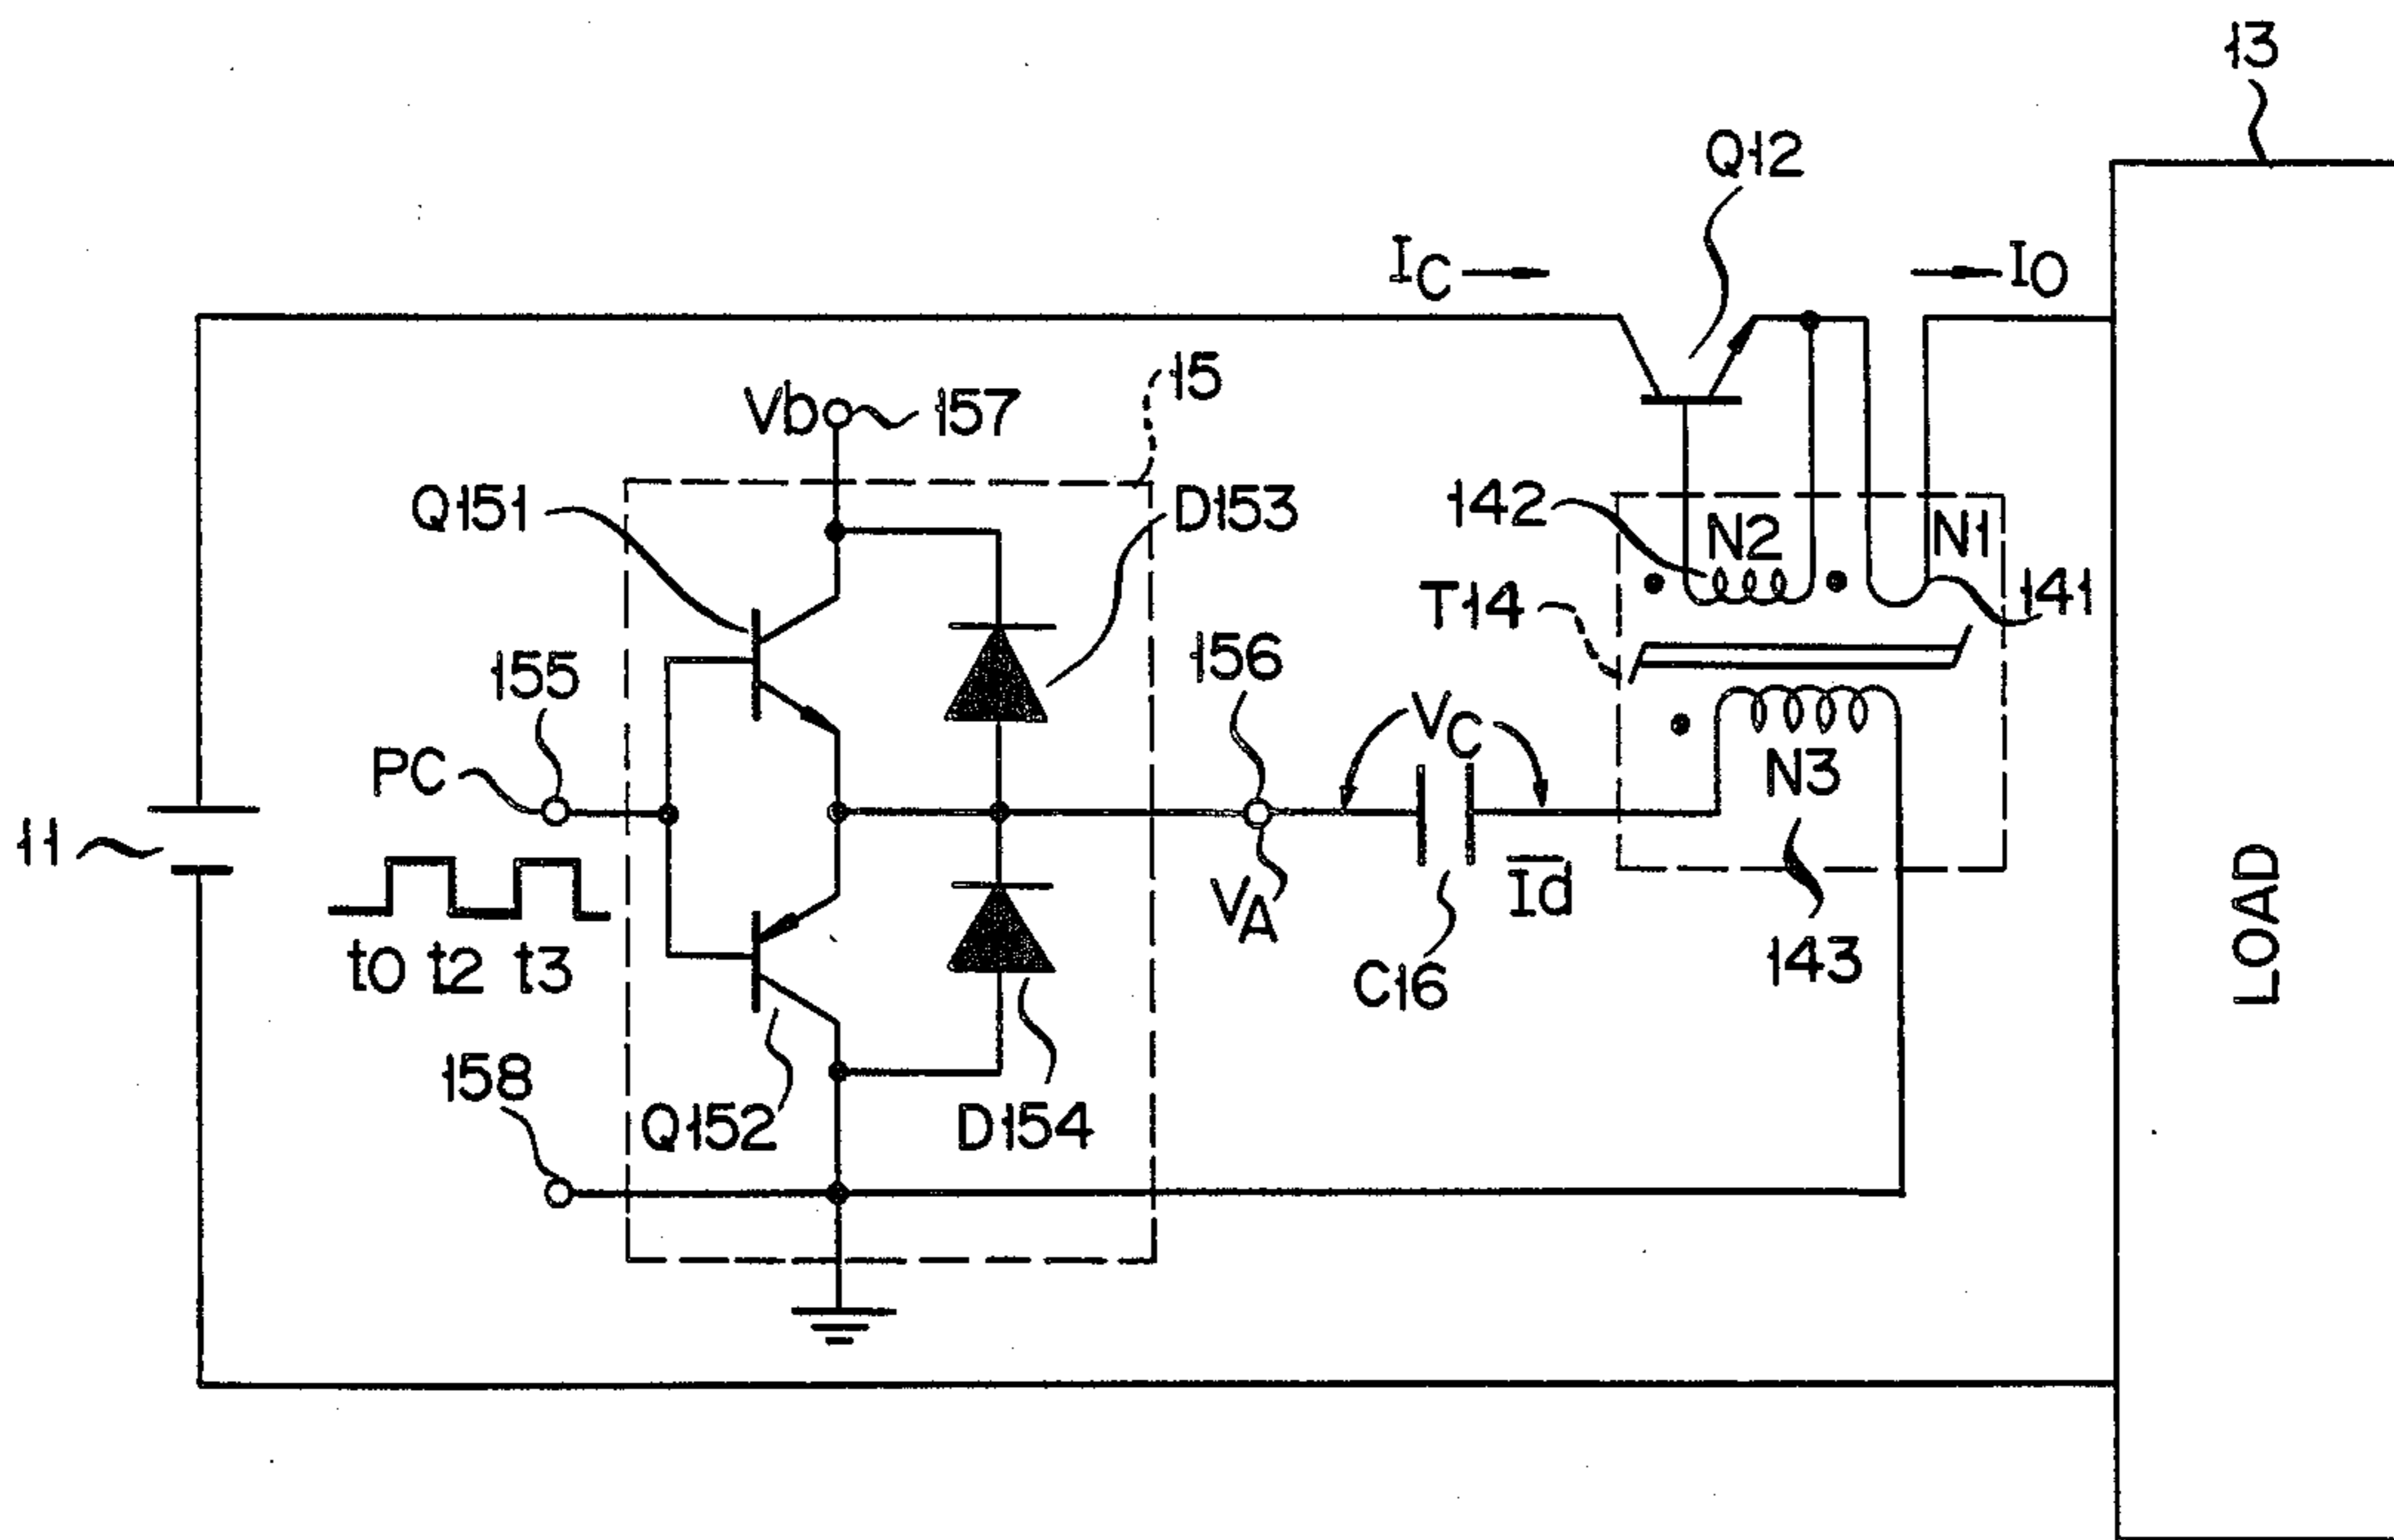 13
Q12
IC
IO
15
Vb
157
Q151
D153
142
N2
N1
T14
141
155
156
VC
PC
N3
11
VA
Id
t0 t2 t3
C16
143
LOAD
158
Q152
D154